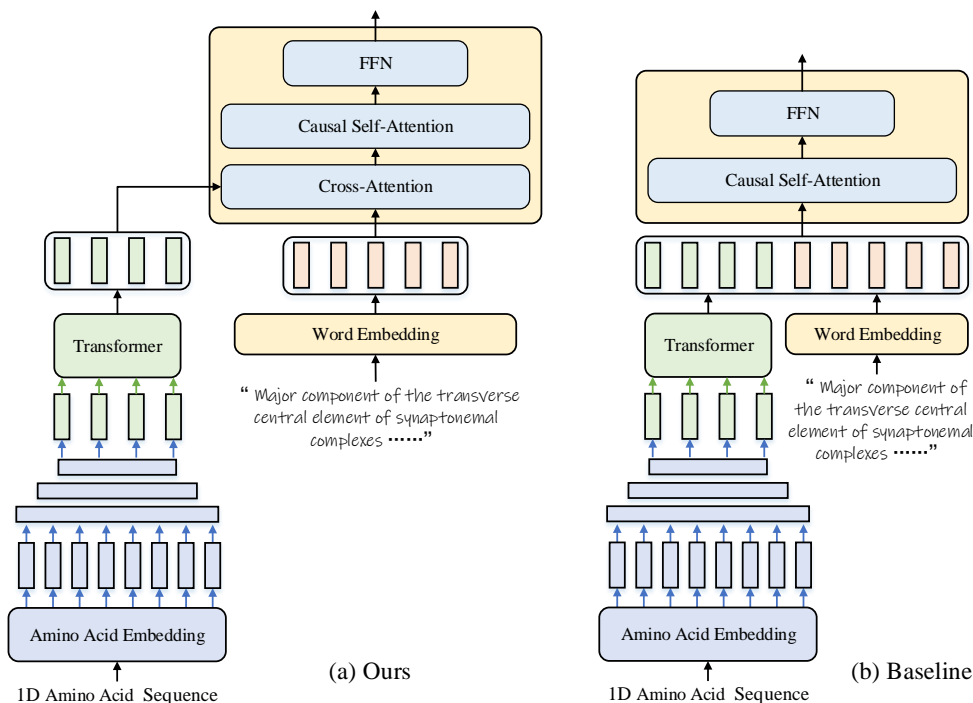 FFN
Causal Self-Attention
Cross-Attention
Transformer
Word Embedding
“ Major component of the transverse
central element of synaptonemal
complexes ······”
Amino Acid Embedding
1D Amino Acid Sequence
(a) Ours
FFN
Causal Self-Attention
Transformer
Word Embedding
“ Major component of
the transverse central
element of synaptonemal
complexes ······”
Amino Acid Embedding
1D Amino Acid Sequence
(b) Baseline